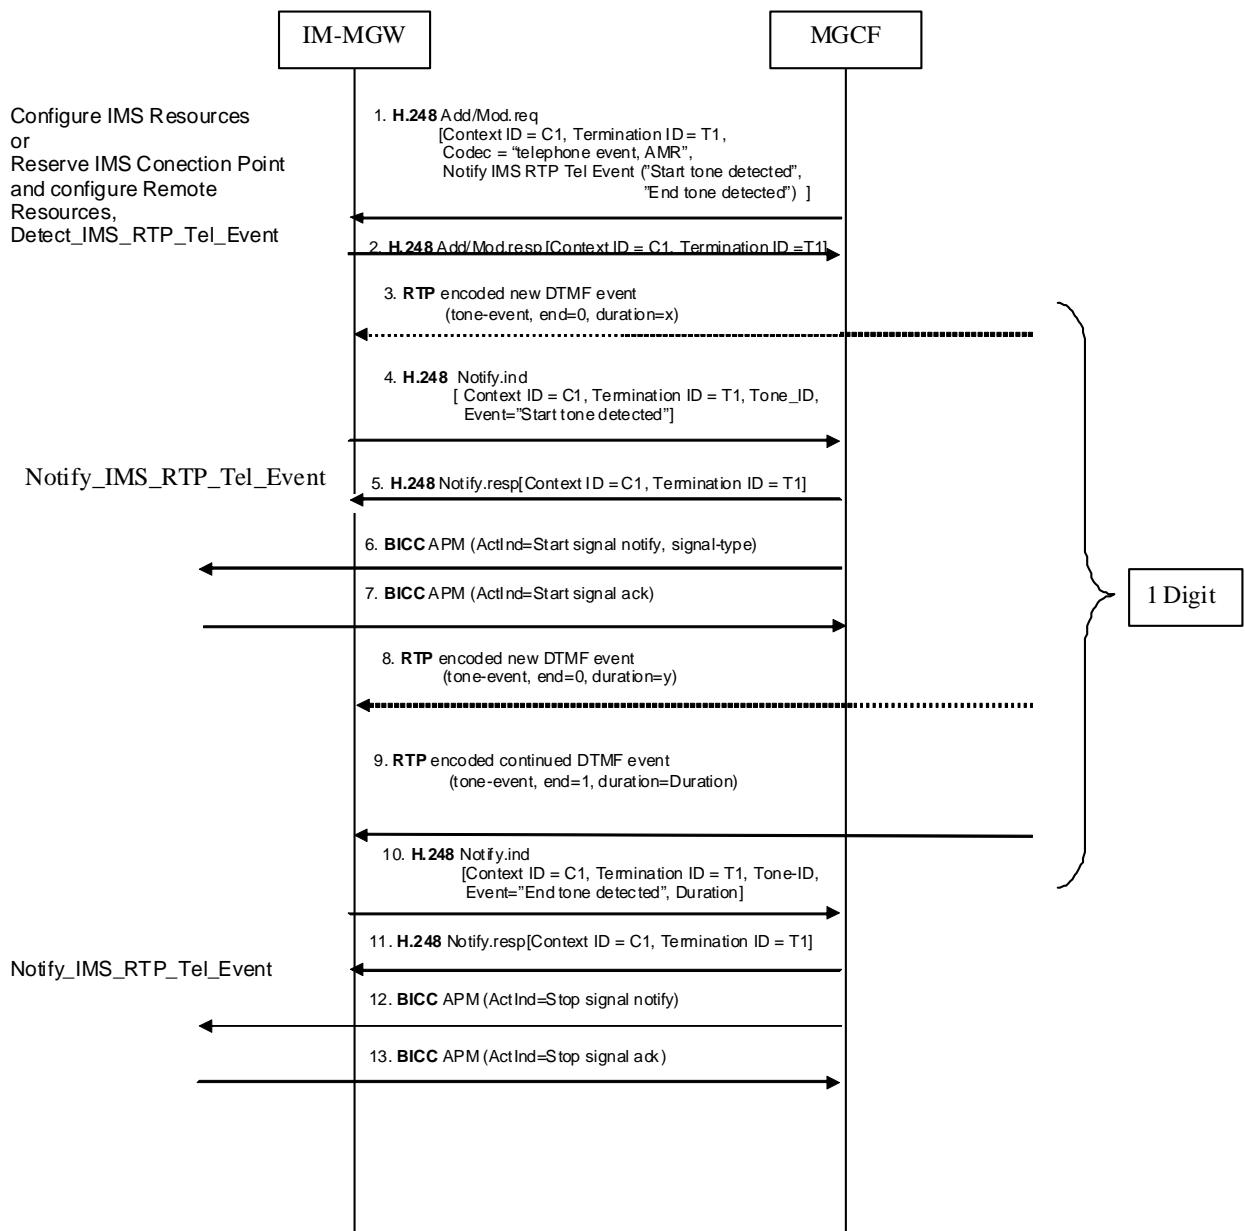 IM-MGW
MGCF
Configure IMS Resources
or
Reserve IMS Conection Point
and configure Remote
Resources,
Detect_IMS_RTP_Tel_Event
1. H.248 Add/Mod.req
[Context ID = C1, Termination ID = T1,
Codec = "telephone event, AMR",
Notify IMS RTP Tel Event ("Start tone detected",
"End tone detected") ]
2. H.248 Add/Mod.resp [Context ID = C1, Termination ID =T1]
3. RTP encoded new DTMF event
(tone-event, end=0, duration=x)
4. H.248 Notify.ind
[ Context ID = C1, Termination ID = T1, Tone_ID,
Event="Start tone detected"]
Notify_IMS_RTP_Tel_Event
5. H.248 Notify.resp[Context ID = C1, Termination ID = T1]
6. BICC APM (ActInd=Start signal notify, signal-type)
7. BICC APM (ActInd=Start signal ack)
1 Digit
8. RTP encoded new DTMF event
(tone-event, end=0, duration=y)
9. RTP encoded continued DTMF event
(tone-event, end=1, duration=Duration)
10. H.248 Notify.ind
[Context ID = C1, Termination ID = T1, Tone-ID,
Event="End tone detected", Duration]
11. H.248 Notify.resp[Context ID = C1, Termination ID = T1]
Notify_IMS_RTP_Tel_Event
12. BICC APM (ActInd=Stop signal notify)
13. BICC APM (ActInd=Stop signal ack)